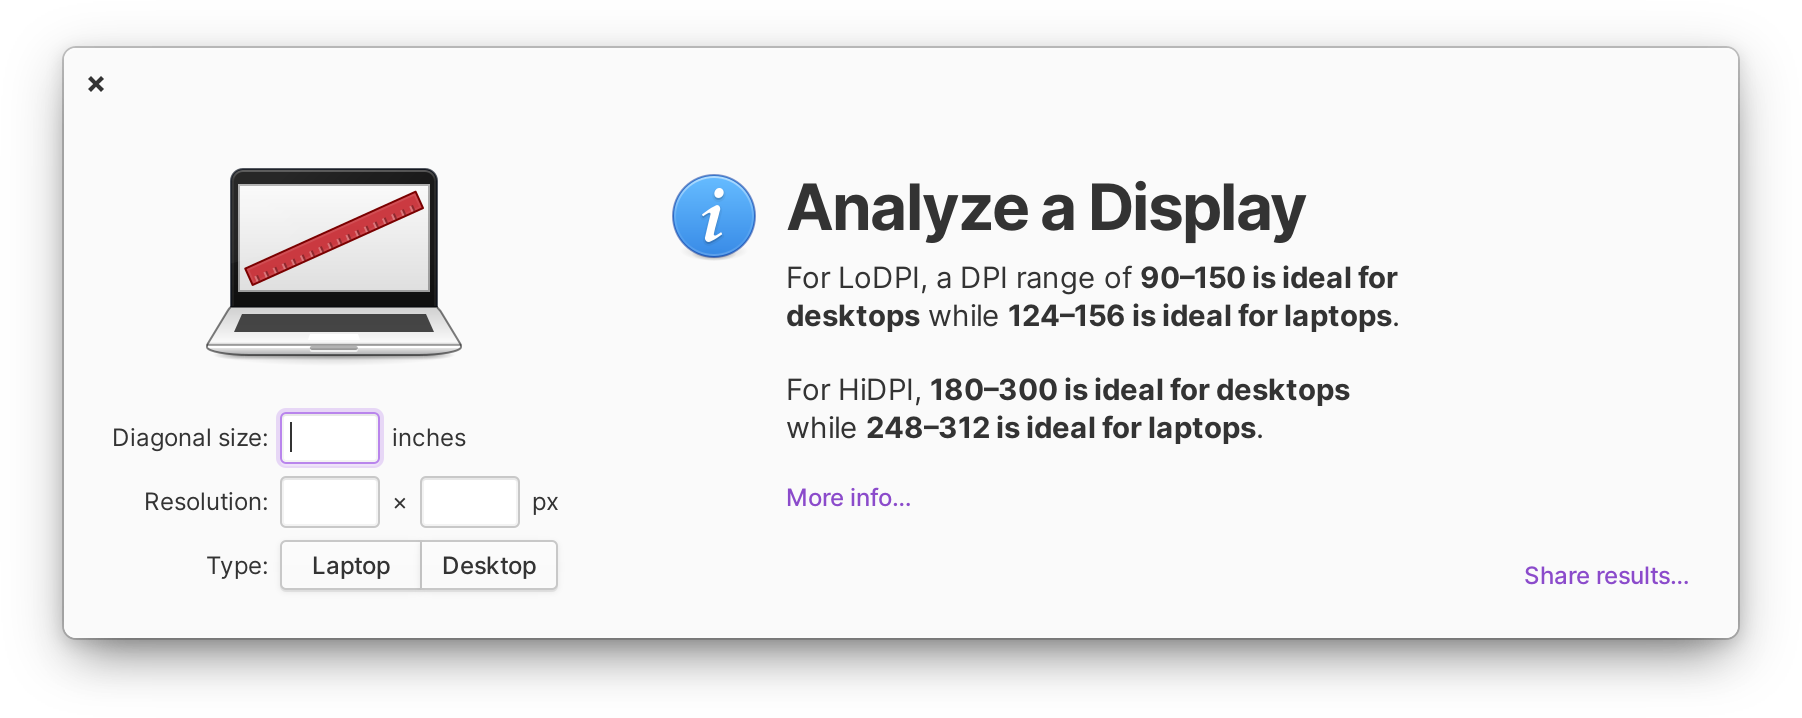 Analyze a Display
For LoDPI, a DPI range of 90–150 is ideal for
desktops while 124–156 is ideal for laptops.
For HiDPI, 180–300 is ideal for desktops
while 248–312 is ideal for laptops.
More info...
Diagonal size: inches
Resolution: × px
Type: Laptop Desktop
Share results...